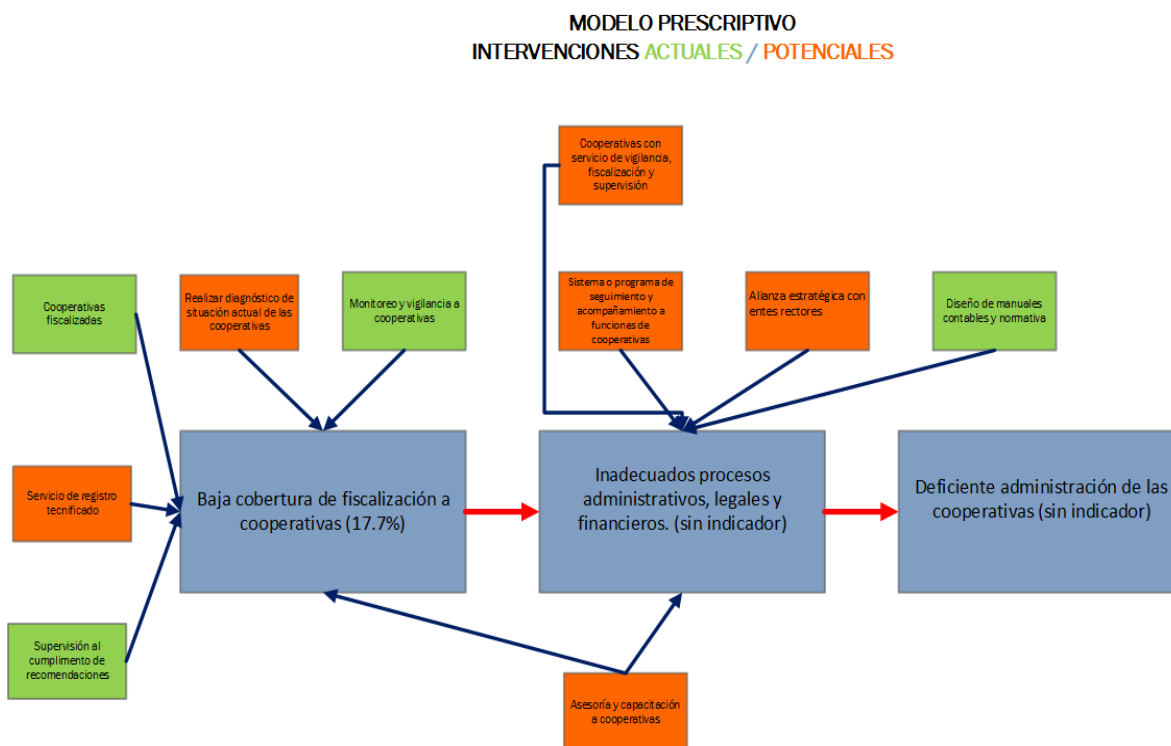 MODELO PRESCRIPTIVO
INTERVENCIONES ACTUALES / POTENCIALES
Cooperativas con
servicio de vigilancia,
fiscalización y
supervisión
Cooperativas
fiscalizadas
Realizar diagnóstico de
situación actual de las
cooperativas
Monitoreo y vigilancia a
cooperativas
Sistema o programa de
seguimiento y
acompañamiento a
funciones de
cooperativas
Alianza estratégica con
entes rectores
Diseño de manuales
contables y normativa
Servicio de registro
tecnificado
Baja cobertura de fiscalización a
cooperativas (17.7%)
Inadecuados procesos
administrativos, legales y
financieros. (sin indicador)
Deficiente administración de las
cooperativas (sin indicador)
Supervisión al
cumplimento de
recomendaciones
Asesoría y capacitación
a cooperativas